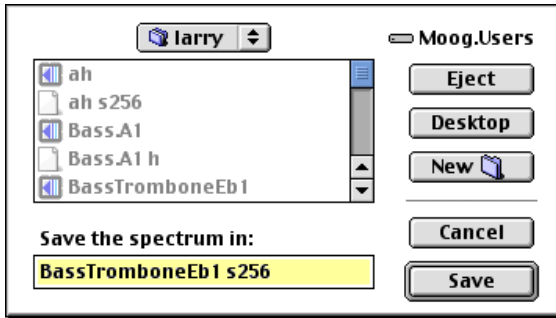 larry
Moog.Users
ah
ah s256
Bass.A1
Bass.A1 h
BassTromboneEb1
Eject
Desktop
New
Save the spectrum in:
BassTromboneEb1 s256
Cancel
Save